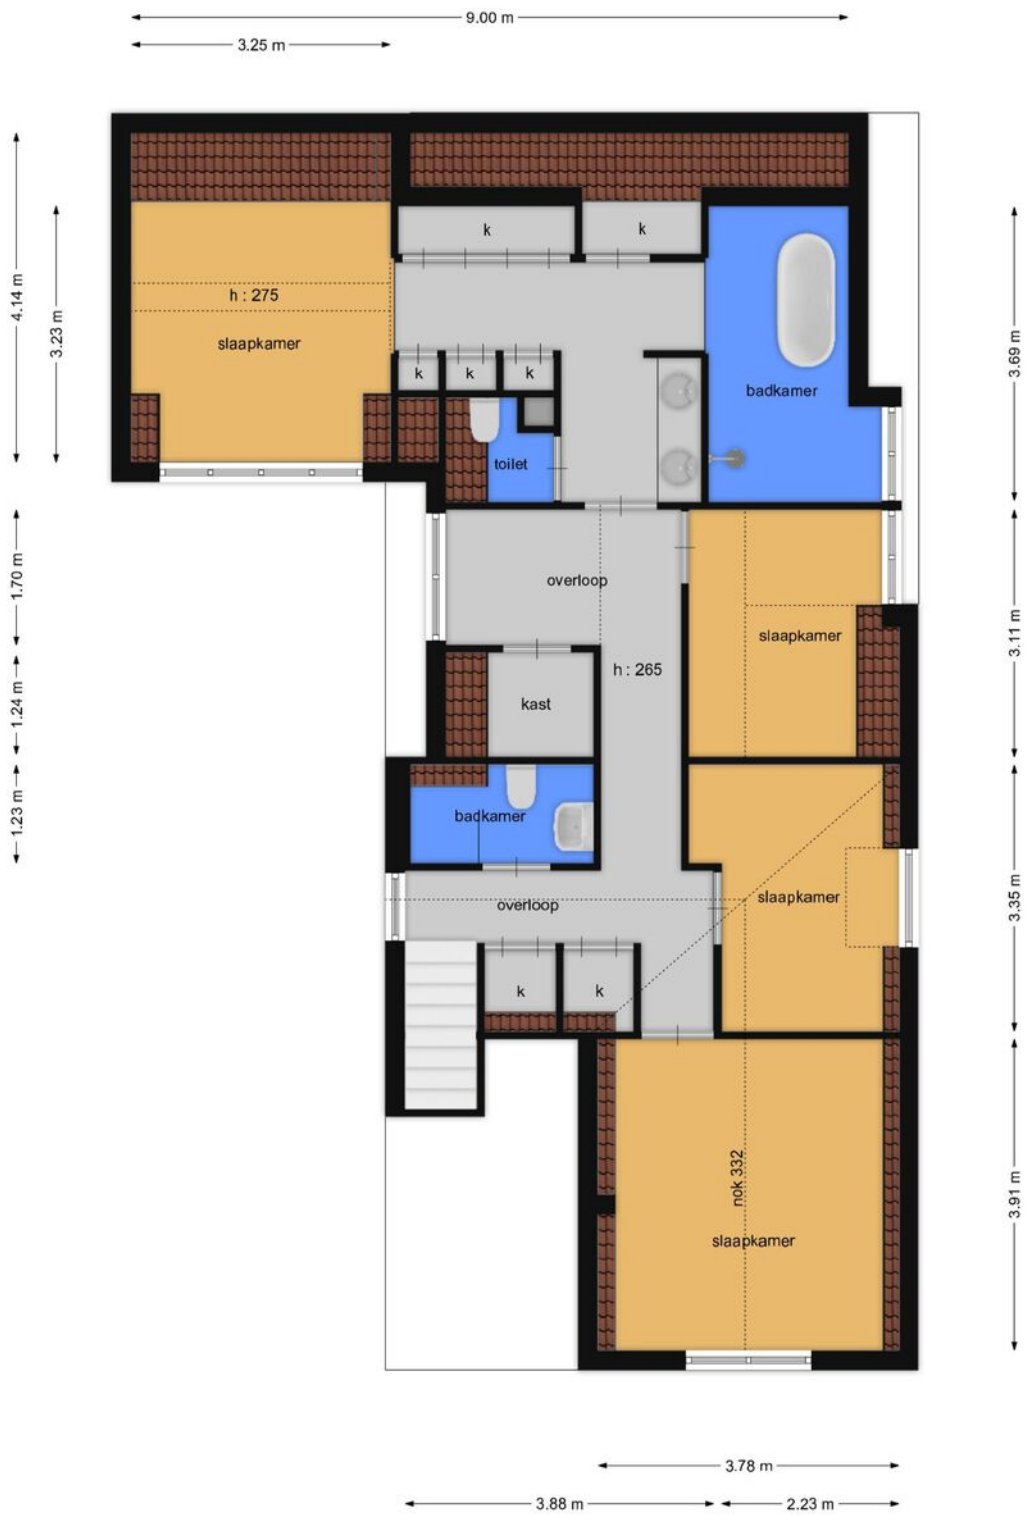 9.00 m
3.25 m
k
k
h : 275
slaapkamer
4.14 m
3.23 m
3.69 m
k
k
k
badkamer
toilet
1.70 m
overloop
3.11 m
slaapkamer
h : 265
1.24 m
kast
1.23 m
badkamer
slaapkamer
3.35 m
overloop
k
k
nok 332
3.91 m
slaapkamer
3.78 m
3.88 m
2.23 m